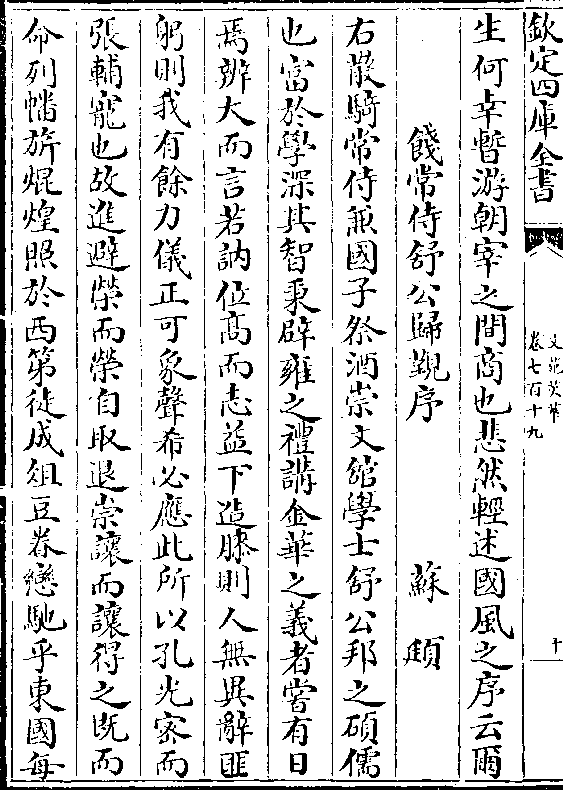 欽定四庫全書
文苑英華
卷七百十九
十
生何幸暫游朝宰之間商也悲然輕述國風之序云爾
餞常侍舒公歸覲序 蘇頲
右散騎常侍兼國子祭酒崇文館學士舒公邦之碩儒
也富於學深其智秉辟雍之禮講金華之義者嘗有日
焉辨大而言若訥位高而志益下造膝則人無異辭匪
躬則我有餘力儀正可象聲希必應此所以孔光密而
張輔寵也故進避榮而榮自取退崇讓而讓得之既而
命列幡旂焜煌照於西第徒成俎豆眷戀馳乎東國每